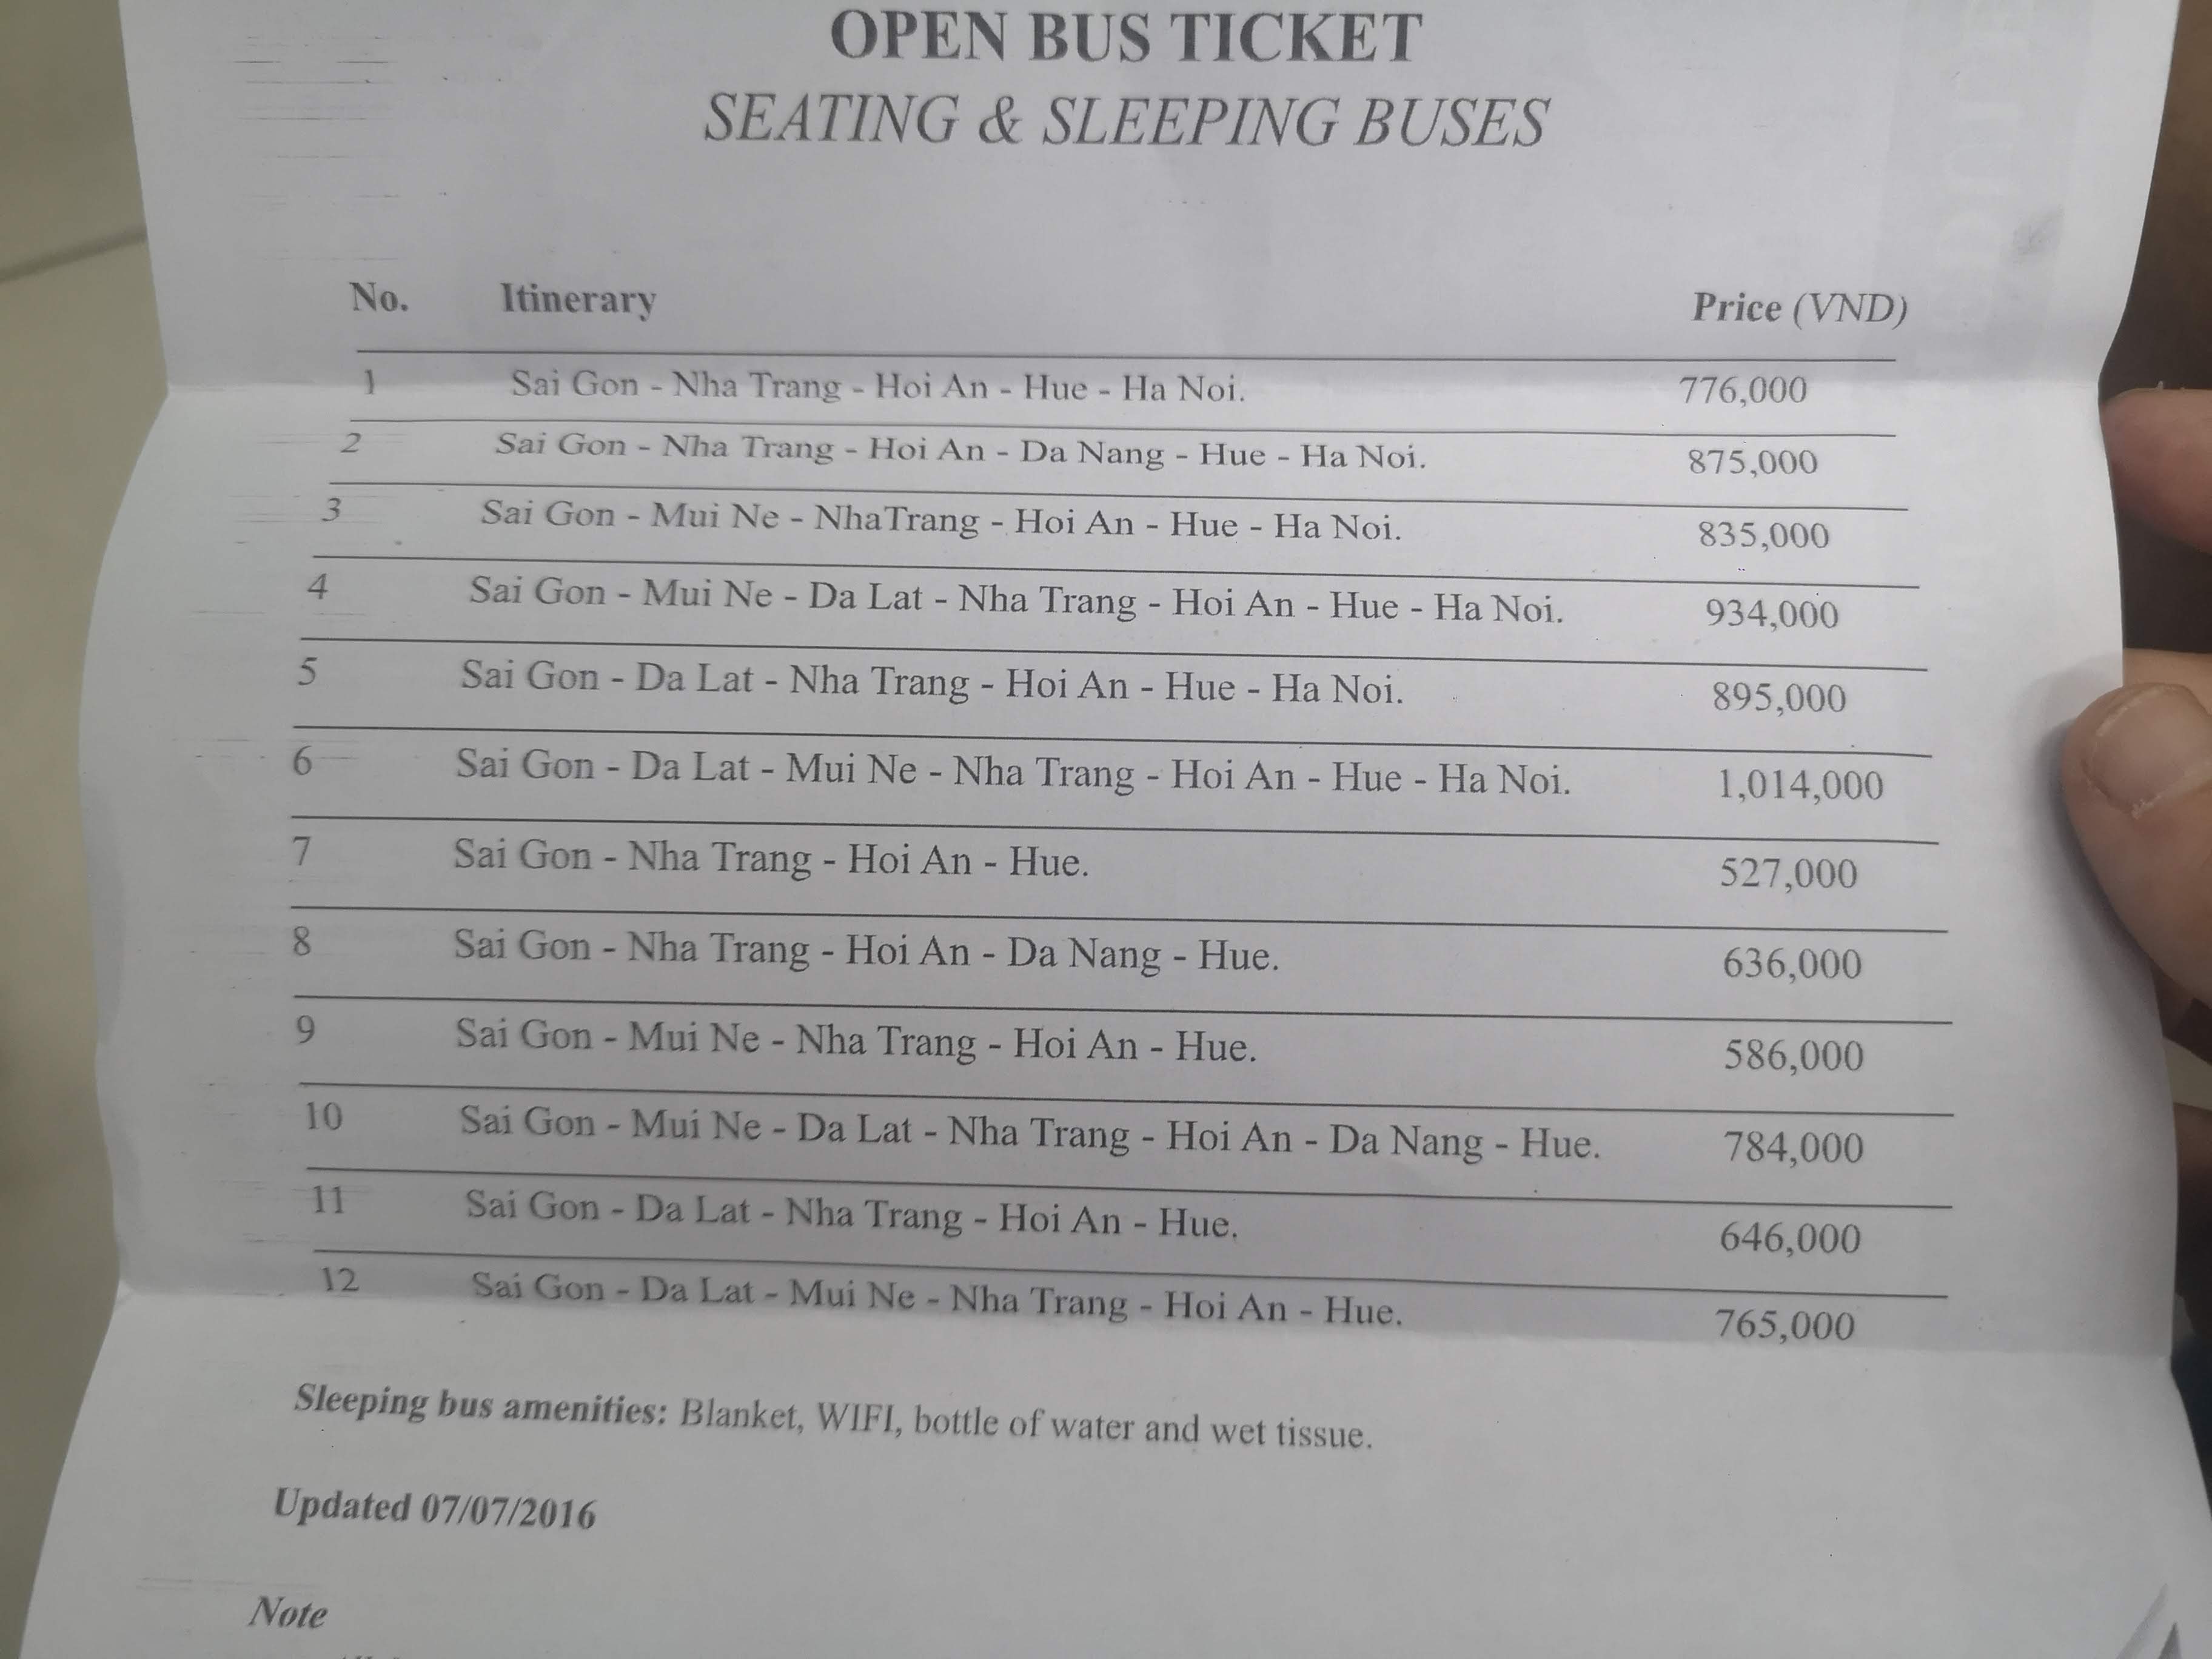 OPEN BUS TICKET
SEATING & SLEEPING BUSES
No. Itinerary Price (VND)
1 Sai Gon - Nha Trang - Hoi An - Hue - Ha Noi. 776,000
2 Sai Gon - Nha Trang - Hoi An - Da Nang - Hue - Ha Noi. 875,000
3 Sai Gon - Mui Ne - NhaTrang - Hoi An - Hue - Ha Noi. 835,000
4 Sai Gon - Mui Ne - Da Lat - Nha Trang - Hoi An - Hue - Ha Noi. 934,000
5 Sai Gon - Da Lat - Nha Trang - Hoi An - Hue - Ha Noi. 895,000
6 Sai Gon - Da Lat - Mui Ne - Nha Trang - Hoi An - Hue - Ha Noi. 1,014,000
7 Sai Gon - Nha Trang - Hoi An - Hue. 527,000
8 Sai Gon - Nha Trang - Hoi An - Da Nang - Hue. 636,000
9 Sai Gon - Mui Ne - Nha Trang - Hoi An - Hue. 586,000
10 Sai Gon - Mui Ne - Da Lat - Nha Trang - Hoi An - Da Nang - Hue. 784,000
11 Sai Gon - Da Lat - Nha Trang - Hoi An - Hue. 646,000
12 Sai Gon - Da Lat - Mui Ne - Nha Trang - Hoi An - Hue. 765,000
Sleeping bus amenities: Blanket, WIFI, bottle of water and wet tissue.
Updated 07/07/2016
Note